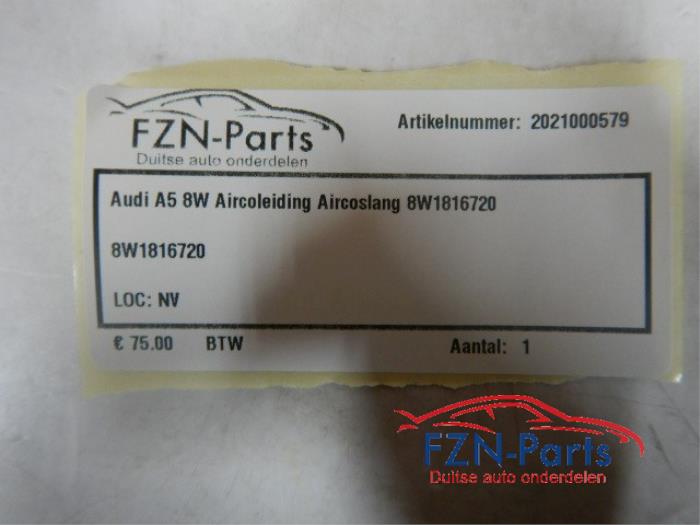 FZN-Parts
Duitse auto onderdelen
Artikelnummer: 2021000579
Audi A5 8W Aircoleiding Aircoslang 8W1816720
8W1816720
LOC: NV
€ 75.00 BTW Aantal: 1
FZN-Parts
Duitse auto onderdelen